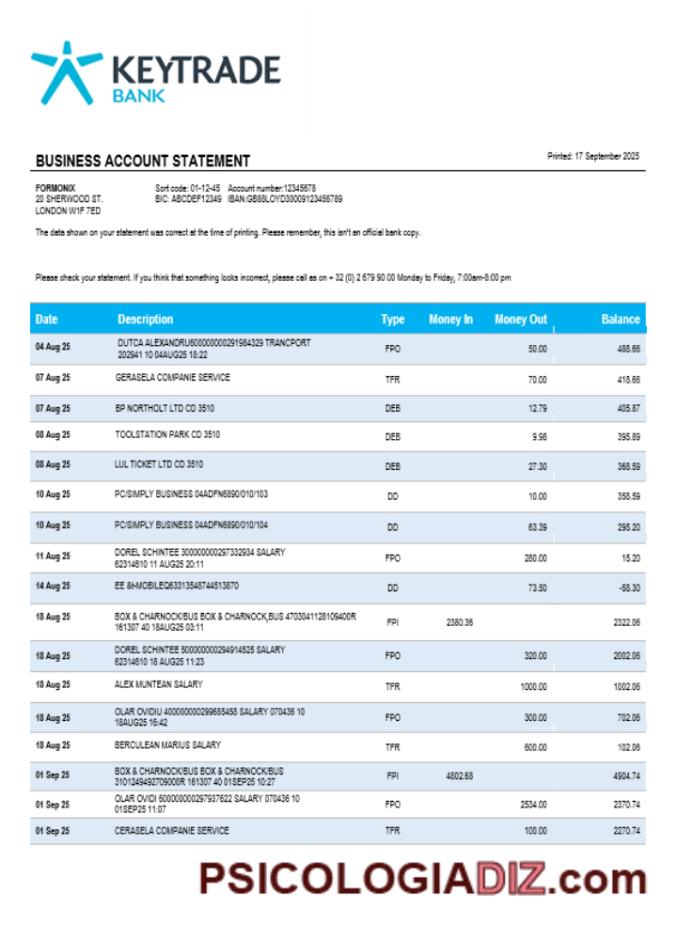 KEYTRADE
BANK
BUSINESS ACCOUNT STATEMENT
Printed: 17 September 2025
FORMONIX
Sort code: 01-12-45 Account number:12345678
20 SHERWOOD ST.
BIC: ABCDEF12349 IBAN:GB88LOYD30009123456789
LONDON W1F 7ED
The data shown on your statement was correct at the time of printing. Please remember, this isn't an official bank copy.
Please check your statement. If you think that something looks incorrect, please call as on + 32 (0) 2 679 90 00 Monday to Friday, 7:00am-8:00 pm
Date Description Type Money In Money Out Balance
04 Aug 25 DUTCA ALEXANDRU600000000291984329 TRANCPORT FPO 50.00 488.66
202941 10 04AUG25 18:22
07 Aug 25 GERASELA COMPANIE SERVICE TFR 70.00 418.66
07 Aug 25 BP NORTHOLT LTD CD 3510 DEB 12.79 405.87
08 Aug 25 TOOLSTATION PARK CD 3510 DEB 9.98 395.89
08 Aug 25 LUL TICKET LTD CD 3510 DEB 27.30 368.59
10 Aug 25 PC/SIMPLY BUSINESS 04ADFN6890/010/103 DD 10.00 358.59
10 Aug 25 PC/SIMPLY BUSINESS 04ADFN6890/010/104 DD 63.39 295.20
11 Aug 25 DOREL SCHINTEE 300000000297332934 SALARY FPO 280.00 15.20
62314610 11 AUG25 20:11
14 Aug 25 EE &MOBILEQ63313548744513870 DD 73.50 -58.30
18 Aug 25 BOX & CHARNOCK/BUS BOX & CHARNOCK,BUS 4703041128109400R FPI 2380.36 2322.06
161307 40 18AUG25 03:11
18 Aug 25 DOREL SCHINTEE 500000000294914525 SALARY FPO 320.00 2002.06
62314610 18 AUG25 11:23
18 Aug 25 ALEX MUNTEAN SALARY TFR 1000.00 1002.06
18 Aug 25 OLAR OVIDIU 400000000299685458 SALARY 070436 10 FPO 300.00 702.06
18AUG25 16:42
18 Aug 25 BERCULEAN MARIUS SALARY TFR 600.00 102.06
01 Sep 25 BOX & CHARNOCK/BUS BOX & CHARNOCK/BUS FPI 4802.68 4904.74
3101249492709000R 161307 40 01SEP25 10:27
01 Sep 25 OLAR OVIDI 600000000297937622 SALARY 070436 10 FPO 2534.00 2370.74
01SEP25 11:07
01 Sep 25 CERASELA COMPANIE SERVICE TFR 100.00 2270.74
PSICOLOGIADIZ.com